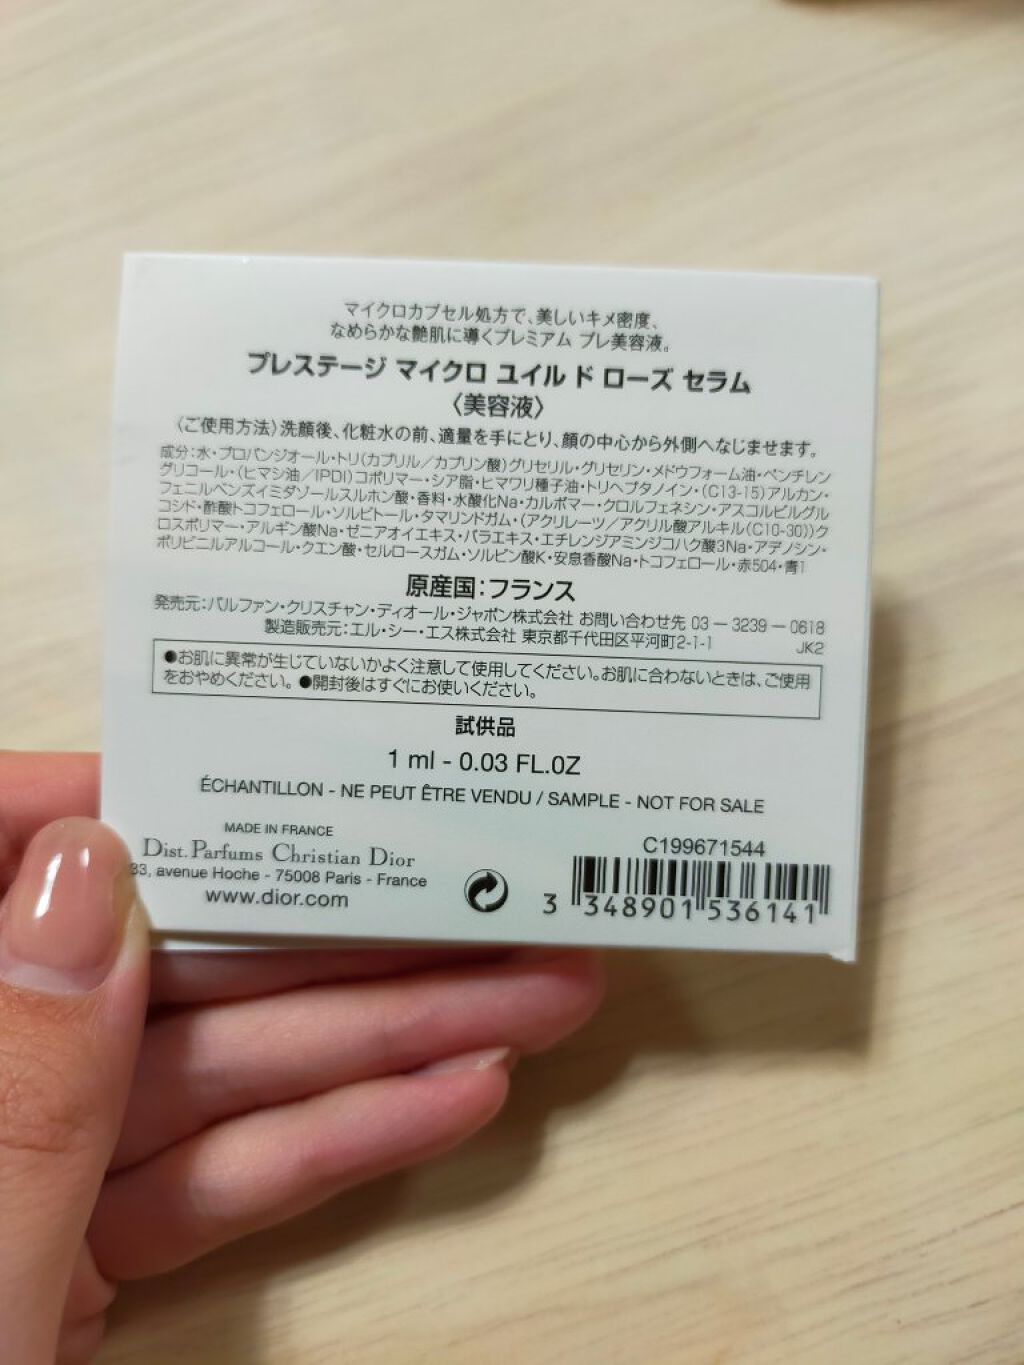 マイクロカプセル処方で、美しいキメ密度、
なめらかな艶肌に導くプレミアム プレ美容液。
プレステージ マイクロ ユイル ド ローズ セラム
〈美容液〉
〈ご使用方法〉洗顔後、化粧水の前、適量を手にとり、顔の中心から外側へなじませます。
成分：水・プロパンジオール・トリ(カプリル／カプリン酸)グリセリル・グリセリン・メドウフォーム油・ペンチレン
グリコール・(ヒマシ油／IPDI)コポリマー・シア脂・ヒマワリ種子油・トリヘプタノイン・(C13-15)アルカン・
フェニルベンズイミダゾールスルホン酸・香料・水酸化Na・カルボマー・クロルフェネシン・アスコルビルグル
コシド・酢酸トコフェロール・ソルビトール・タマリンドガム・(アクリレーツ／アクリル酸アルキル(C10-30))ク
ロスポリマー・アルギン酸Na・ゼニアオイエキス・バラエキス・エチレンジアミンジコハク酸3Na・アデノシン・
ポリビニルアルコール・クエン酸・セルロースガム・ソルビン酸K・安息香酸Na・トコフェロール・赤504・青1
原産国：フランス
発売元：パルファン・クリスチャン・ディオール・ジャポン株式会社 お問い合わせ先 03 － 3239 － 0618
製造販売元：エル・シー・エス株式会社 東京都千代田区平河町2-1-1
JK2
●お肌に異常が生じていないかよく注意して使用してください。お肌に合わないときは、ご使用
をおやめください。●開封後はすぐにお使いください。
試供品
1 ml - 0.03 FL.OZ
ÉCHANTILLON - NE PEUT ÊTRE VENDU / SAMPLE - NOT FOR SALE
MADE IN FRANCE
Dist. Parfums Christian Dior
33, avenue Hoche - 75008 Paris - France
www.dior.com
C199671544
3 348901 536141